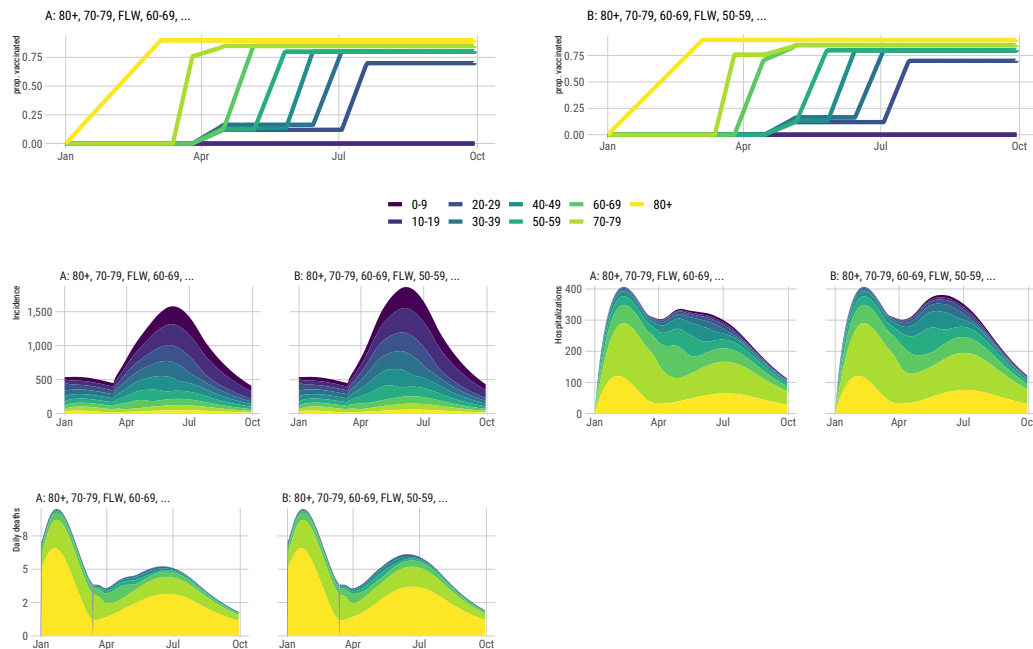 A: 80+, 70-79, FLW, 60-69, ...
prop. vaccinated
0.75
0.50
0.25
0.00
Jan Apr Jul Oct
B: 80+, 70-79, 60-69, FLW, 50-59, ...
prop. vaccinated
0.75
0.50
0.25
0.00
Jan Apr Jul Oct
0-9 20-29 40-49 60-69 80+
10-19 30-39 50-59 70-79
A: 80+, 70-79, FLW, 60-69, ...
Incidence
1,500
1,000
500
0
Jan Apr Jul Oct
B: 80+, 70-79, 60-69, FLW, 50-59, ...
Jan Apr Jul Oct
A: 80+, 70-79, FLW, 60-69, ...
Hospitalizations
400
300
200
100
0
Jan Apr Jul Oct
B: 80+, 70-79, 60-69, FLW, 50-59, ...
Jan Apr Jul Oct
A: 80+, 70-79, FLW, 60-69, ...
Daily deaths
8
5
2
0
Jan Apr Jul Oct
B: 80+, 70-79, 60-69, FLW, 50-59, ...
Jan Apr Jul Oct